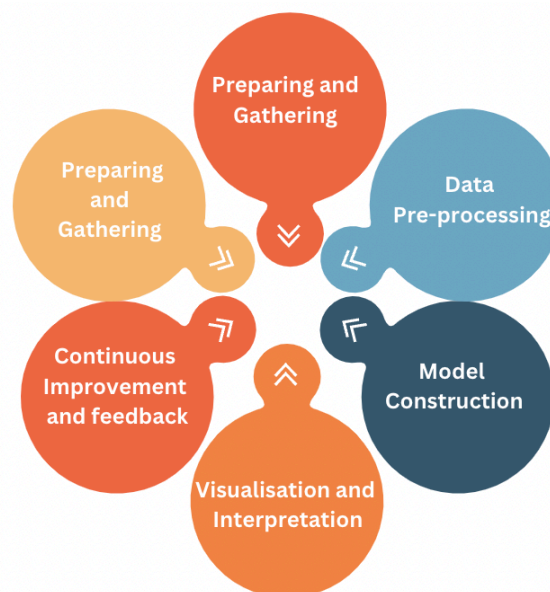 Preparing and
Gathering
Data
Pre-processing
Model
Construction
Visualisation and
Interpretation
Continuous
Improvement
and feedback
Preparing
and
Gathering